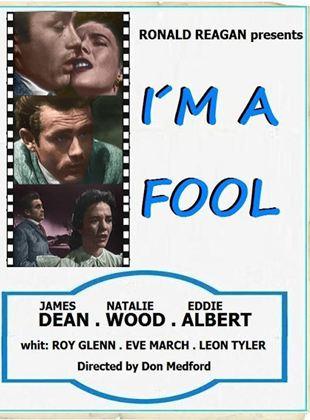 RONALD REAGAN presents
I´M A
FOOL
JAMES NATALIE EDDIE
DEAN . WOOD . ALBERT
whit: ROY GLENN . EVE MARCH . LEON TYLER
Directed by Don Medford